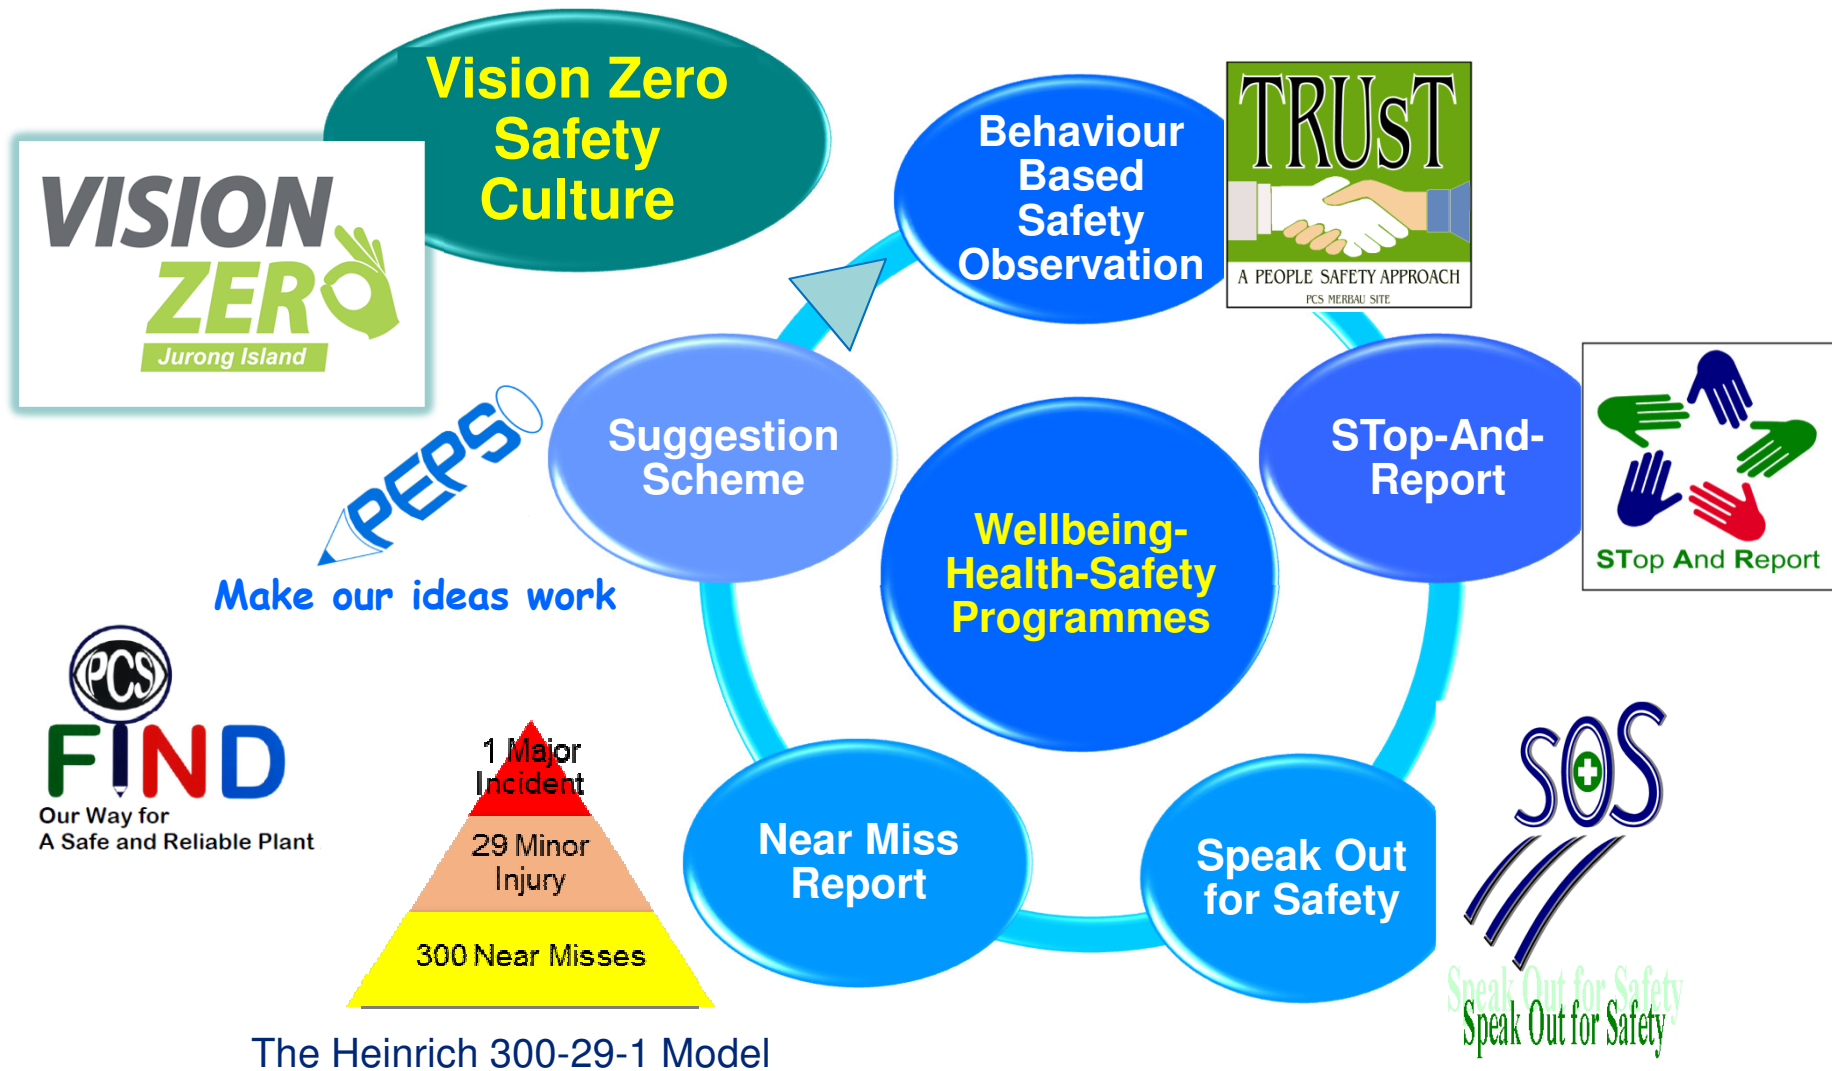 Vision Zero
Safety
Culture
VISION
ZERO
Jurong Island
Behaviour
Based
Safety
Observation
TRUsT
A PEOPLE SAFETY APPROACH
PCS MERBAU SITE
Suggestion
Scheme
PEPS
Make our ideas work
STop-And-
Report
STop And Report
Wellbeing-
Health-Safety
Programmes
PCS
FIND
Our Way for
A Safe and Reliable Plant
1 Major
Incident
29 Minor
Injury
300 Near Misses
The Heinrich 300-29-1 Model
Near Miss
Report
Speak Out
for Safety
SOS
Speak Out for Safety
Speak Out for Safety